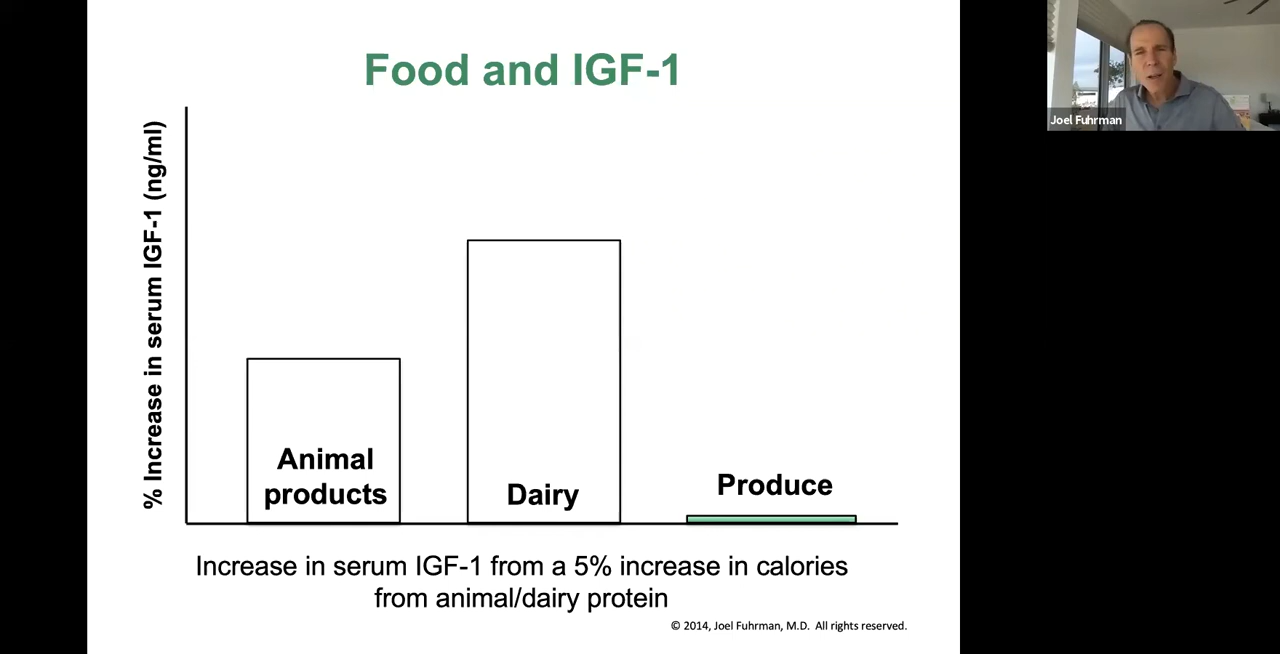 Food and IGF-1
% Increase in serum IGF-1 (ng/ml)
Animal
products
Dairy
Produce
Increase in serum IGF-1 from a 5% increase in calories
from animal/dairy protein
© 2014, Joel Fuhrman, M.D. All rights reserved.
Joel Fuhrman